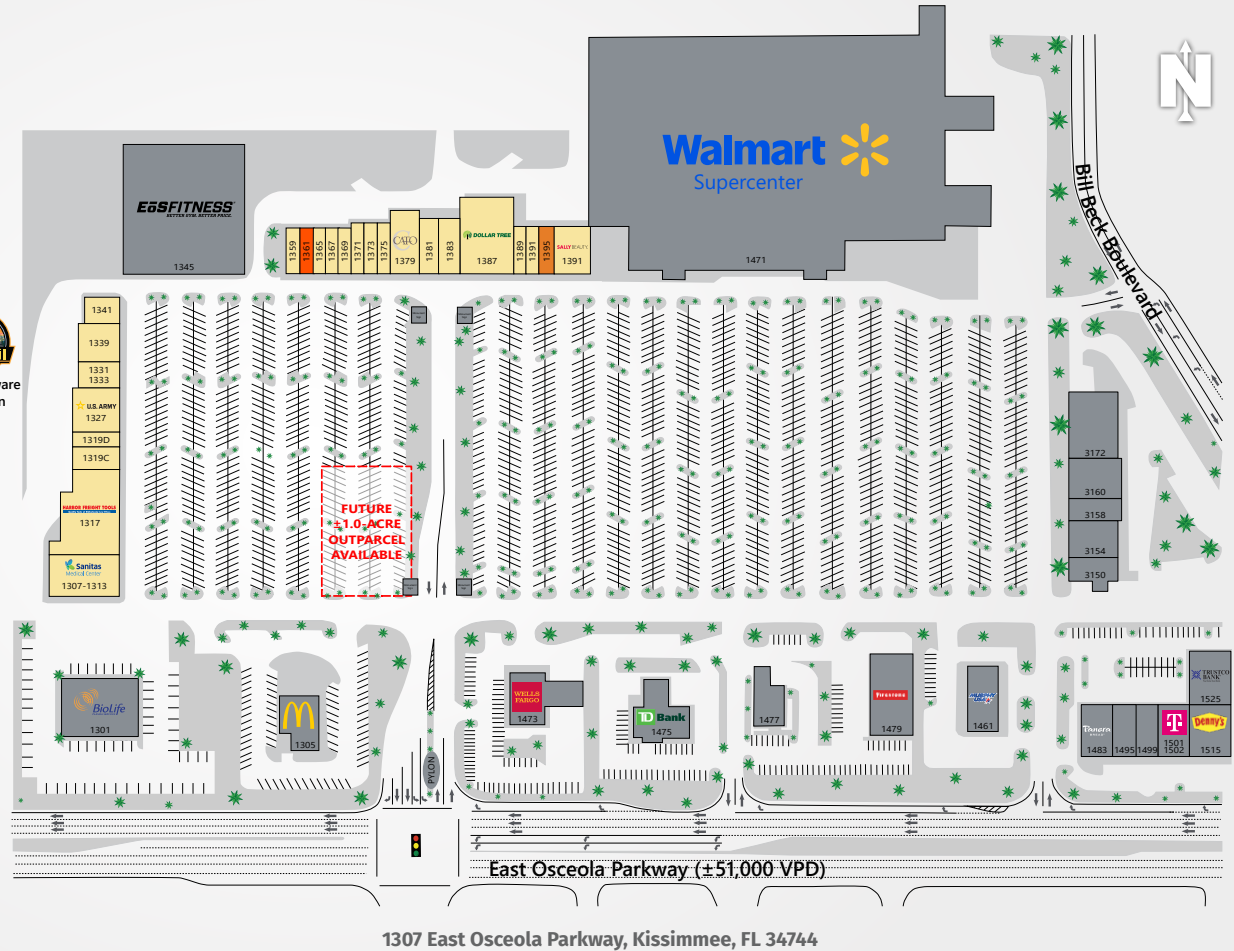 N
Walmart
Supercenter
1471
Bill Beck Boulevard
EōSFITNESS
BETTER GYM. BETTER PRICE.
1345
1359
1361
1365
1367
1369
1371
1373
1375
CATO
1379
1381
1383
DOLLAR TREE
1387
1389
1391
1395
SALLY BEAUTY
1391
1341
1339
1331
1333
U.S. ARMY
1327
1319D
1319C
HARBOR FREIGHT TOOLS
1317
Sanitas
Medical Center
1307-1313
FUTURE
±1.0-ACRE
OUTPARCEL
AVAILABLE
3172
3160
3158
3154
3150
BioLife
1301
1305
PYLON
WELLS
FARGO
1473
TD Bank
1475
1477
Firestone
1479
MURPHY
USA
1461
TRUSTCO
BANK
1525
Panera
1483
1495
1499
T
1501
1502
Denny's
1515
East Osceola Parkway (±51,000 VPD)
1307 East Osceola Parkway, Kissimmee, FL 34744